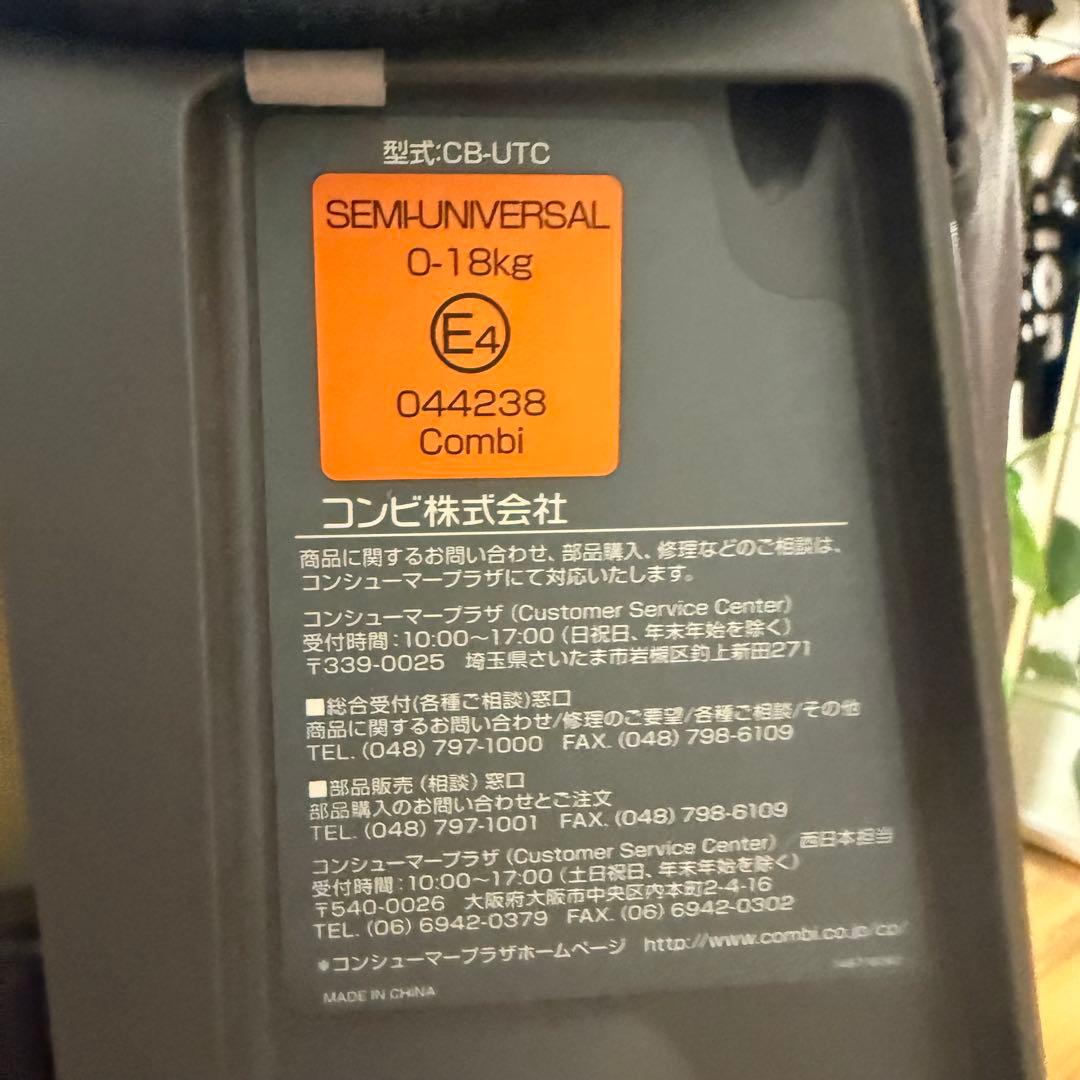 型式:CB-UTC
SEMI-UNIVERSAL
0-18kg
E4
044238
Combi
コンビ株式会社
商品に関するお問い合わせ、部品購入、修理などのご相談は、
コンシューマープラザにて対応いたします。
コンシューマープラザ (Customer Service Center)
受付時間:10:00〜17:00 (日祝日、年末年始を除く)
〒339-0025 埼玉県さいたま市岩槻区釣上新田271
■総合受付(各種ご相談)窓口
商品に関するお問い合わせ/修理のご要望/各種ご相談/その他
TEL. (048) 797-1000 FAX. (048) 798-6109
■部品販売 (相談) 窓口
部品購入のお問い合わせとご注文
TEL. (048) 797-1001 FAX. (048) 798-6109
コンシューマープラザ (Customer Service Center) 西日本担当
受付時間:10:00〜17:00 (土日祝日、年末年始を除く)
〒540-0026 大阪府大阪市中央区内本町2-4-16
TEL. (06) 6942-0379 FAX. (06) 6942-0302
*コンシューマープラザホームページ http://www.combi.co.jp/cp/
MADE IN CHINA